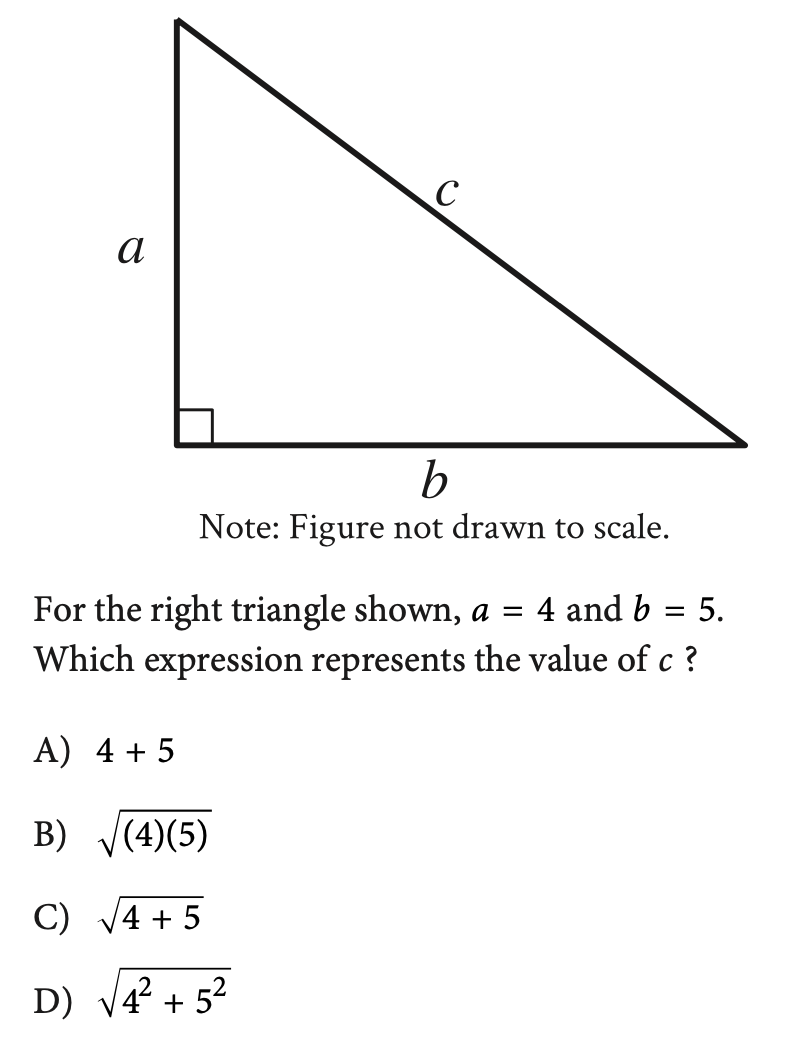 c
a
b
Note: Figure not drawn to scale.
For the right triangle shown, a = 4 and b = 5.
Which expression represents the value of c ?
A) 4 + 5
B) √(4)(5)
C) √4 + 5
D) √4² + 5²